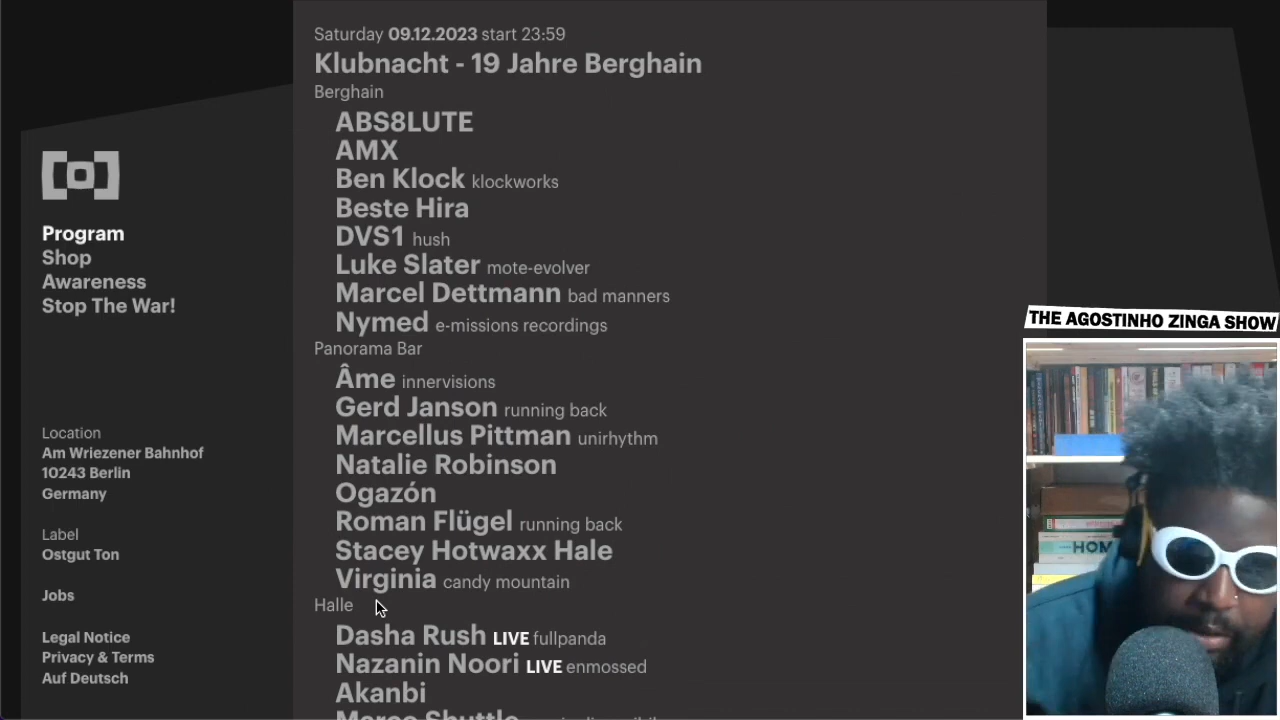 Saturday 09.12.2023 start 23:59
Klubnacht - 19 Jahre Berghain
Berghain
ABS8LUTE
AMX
Ben Klock klockworks
Beste Hira
DVS1 hush
Luke Slater mote-evolver
Marcel Dettmann bad manners
Nymed e-missions recordings
Panorama Bar
Âme innervisions
Gerd Janson running back
Marcellus Pittman unirhythm
Natalie Robinson
Ogazón
Roman Flügel running back
Stacey Hotwaxx Hale
Virginia candy mountain
Halle
Dasha Rush LIVE fullpanda
Nazanin Noori LIVE enmossed
Akanbi
Marco Shuttle
Program
Shop
Awareness
Stop The War!
Location
Am Wriezener Bahnhof
10243 Berlin
Germany
Label
Ostgut Ton
Jobs
Legal Notice
Privacy & Terms
Auf Deutsch
THE AGOSTINHO ZINGA SHOW
HOM